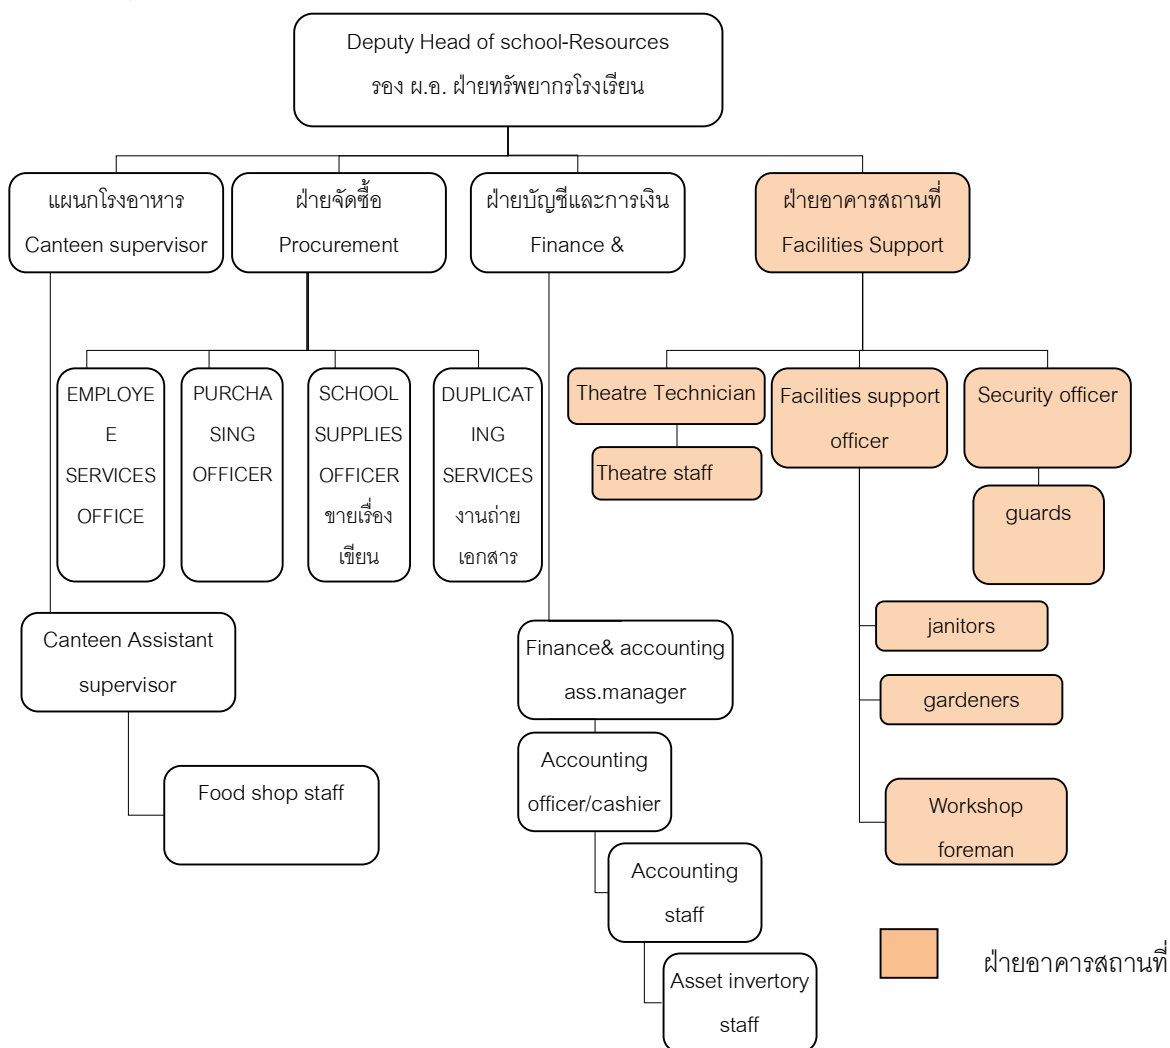 Deputy Head of school-Resources
รอง ผ.อ. ฝ่ายทรัพยากรโรงเรียน
แผนกโรงอาหาร
Canteen supervisor
ฝ่ายจัดซื้อ
Procurement
ฝ่ายบัญชีและการเงิน
Finance &
ฝ่ายอาคารสถานที่
Facilities Support
EMPLOYE
E
SERVICES
OFFICE
PURCHA
SING
OFFICER
SCHOOL
SUPPLIES
OFFICER
ขายเรื่อง
เขียน
DUPLICAT
ING
SERVICES
งานถ่าย
เอกสาร
Theatre Technician
Theatre staff
Facilities support
officer
Security officer
guards
janitors
gardeners
Workshop
foreman
Canteen Assistant
supervisor
Food shop staff
Finance& accounting
ass.manager
Accounting
officer/cashier
Accounting
staff
Asset invertory
staff
ฝ่ายอาคารสถานที่